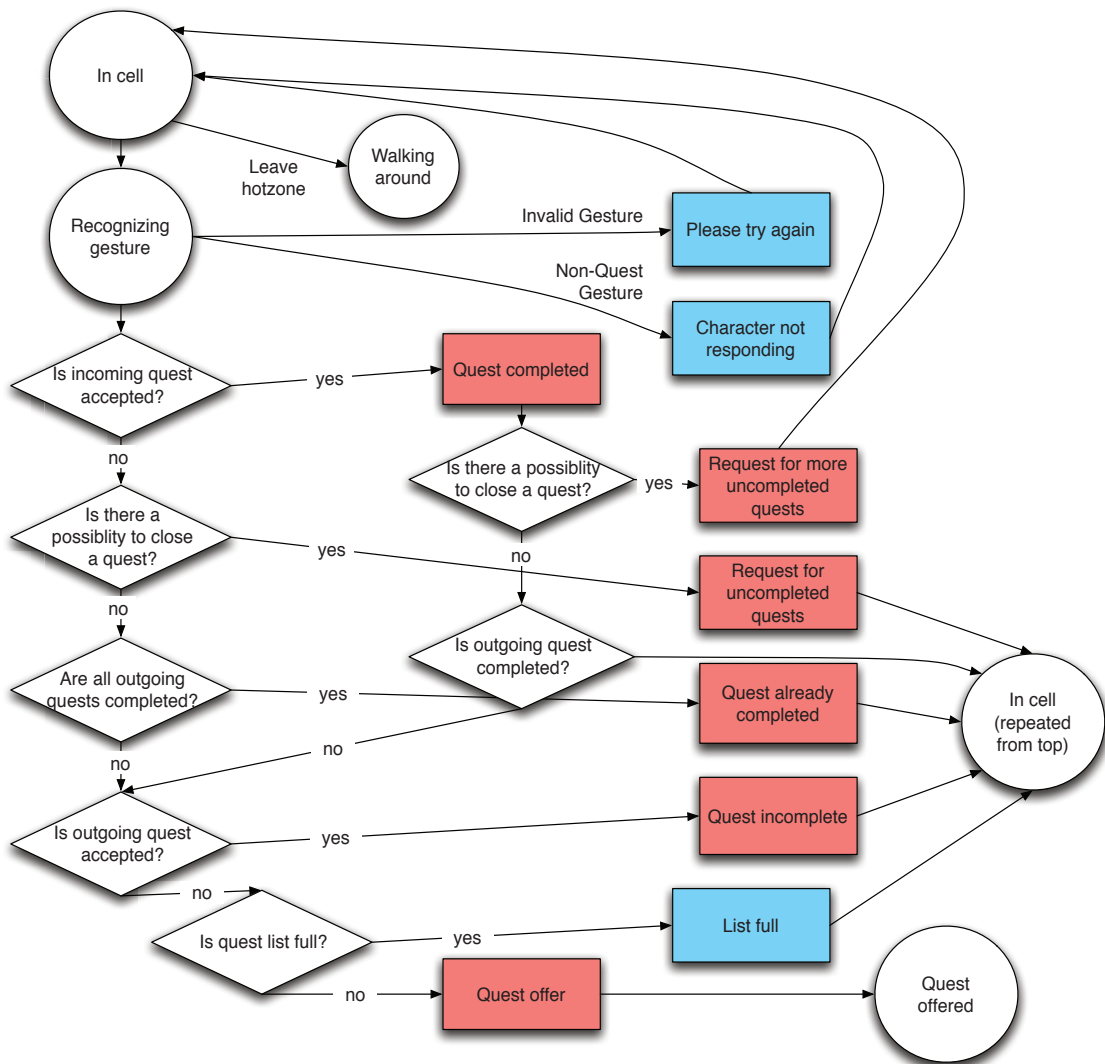 In cell
Leave
hotzone
Walking
around
Recognizing
gesture
Invalid Gesture
Please try again
Non-Quest
Gesture
Character not
responding
Is incoming quest
accepted?
yes
Quest completed
no
Is there a possiblity
to close a quest?
yes
Request for more
uncompleted
quests
Is there a
possiblity to close
a quest?
yes
no
Request for
uncompleted
quests
no
Is outgoing quest
completed?
Are all outgoing
quests completed?
yes
Quest already
completed
In cell
(repeated
from top)
no
no
Is outgoing quest
accepted?
yes
Quest incomplete
no
Is quest list full?
yes
List full
no
Quest offer
Quest
offered